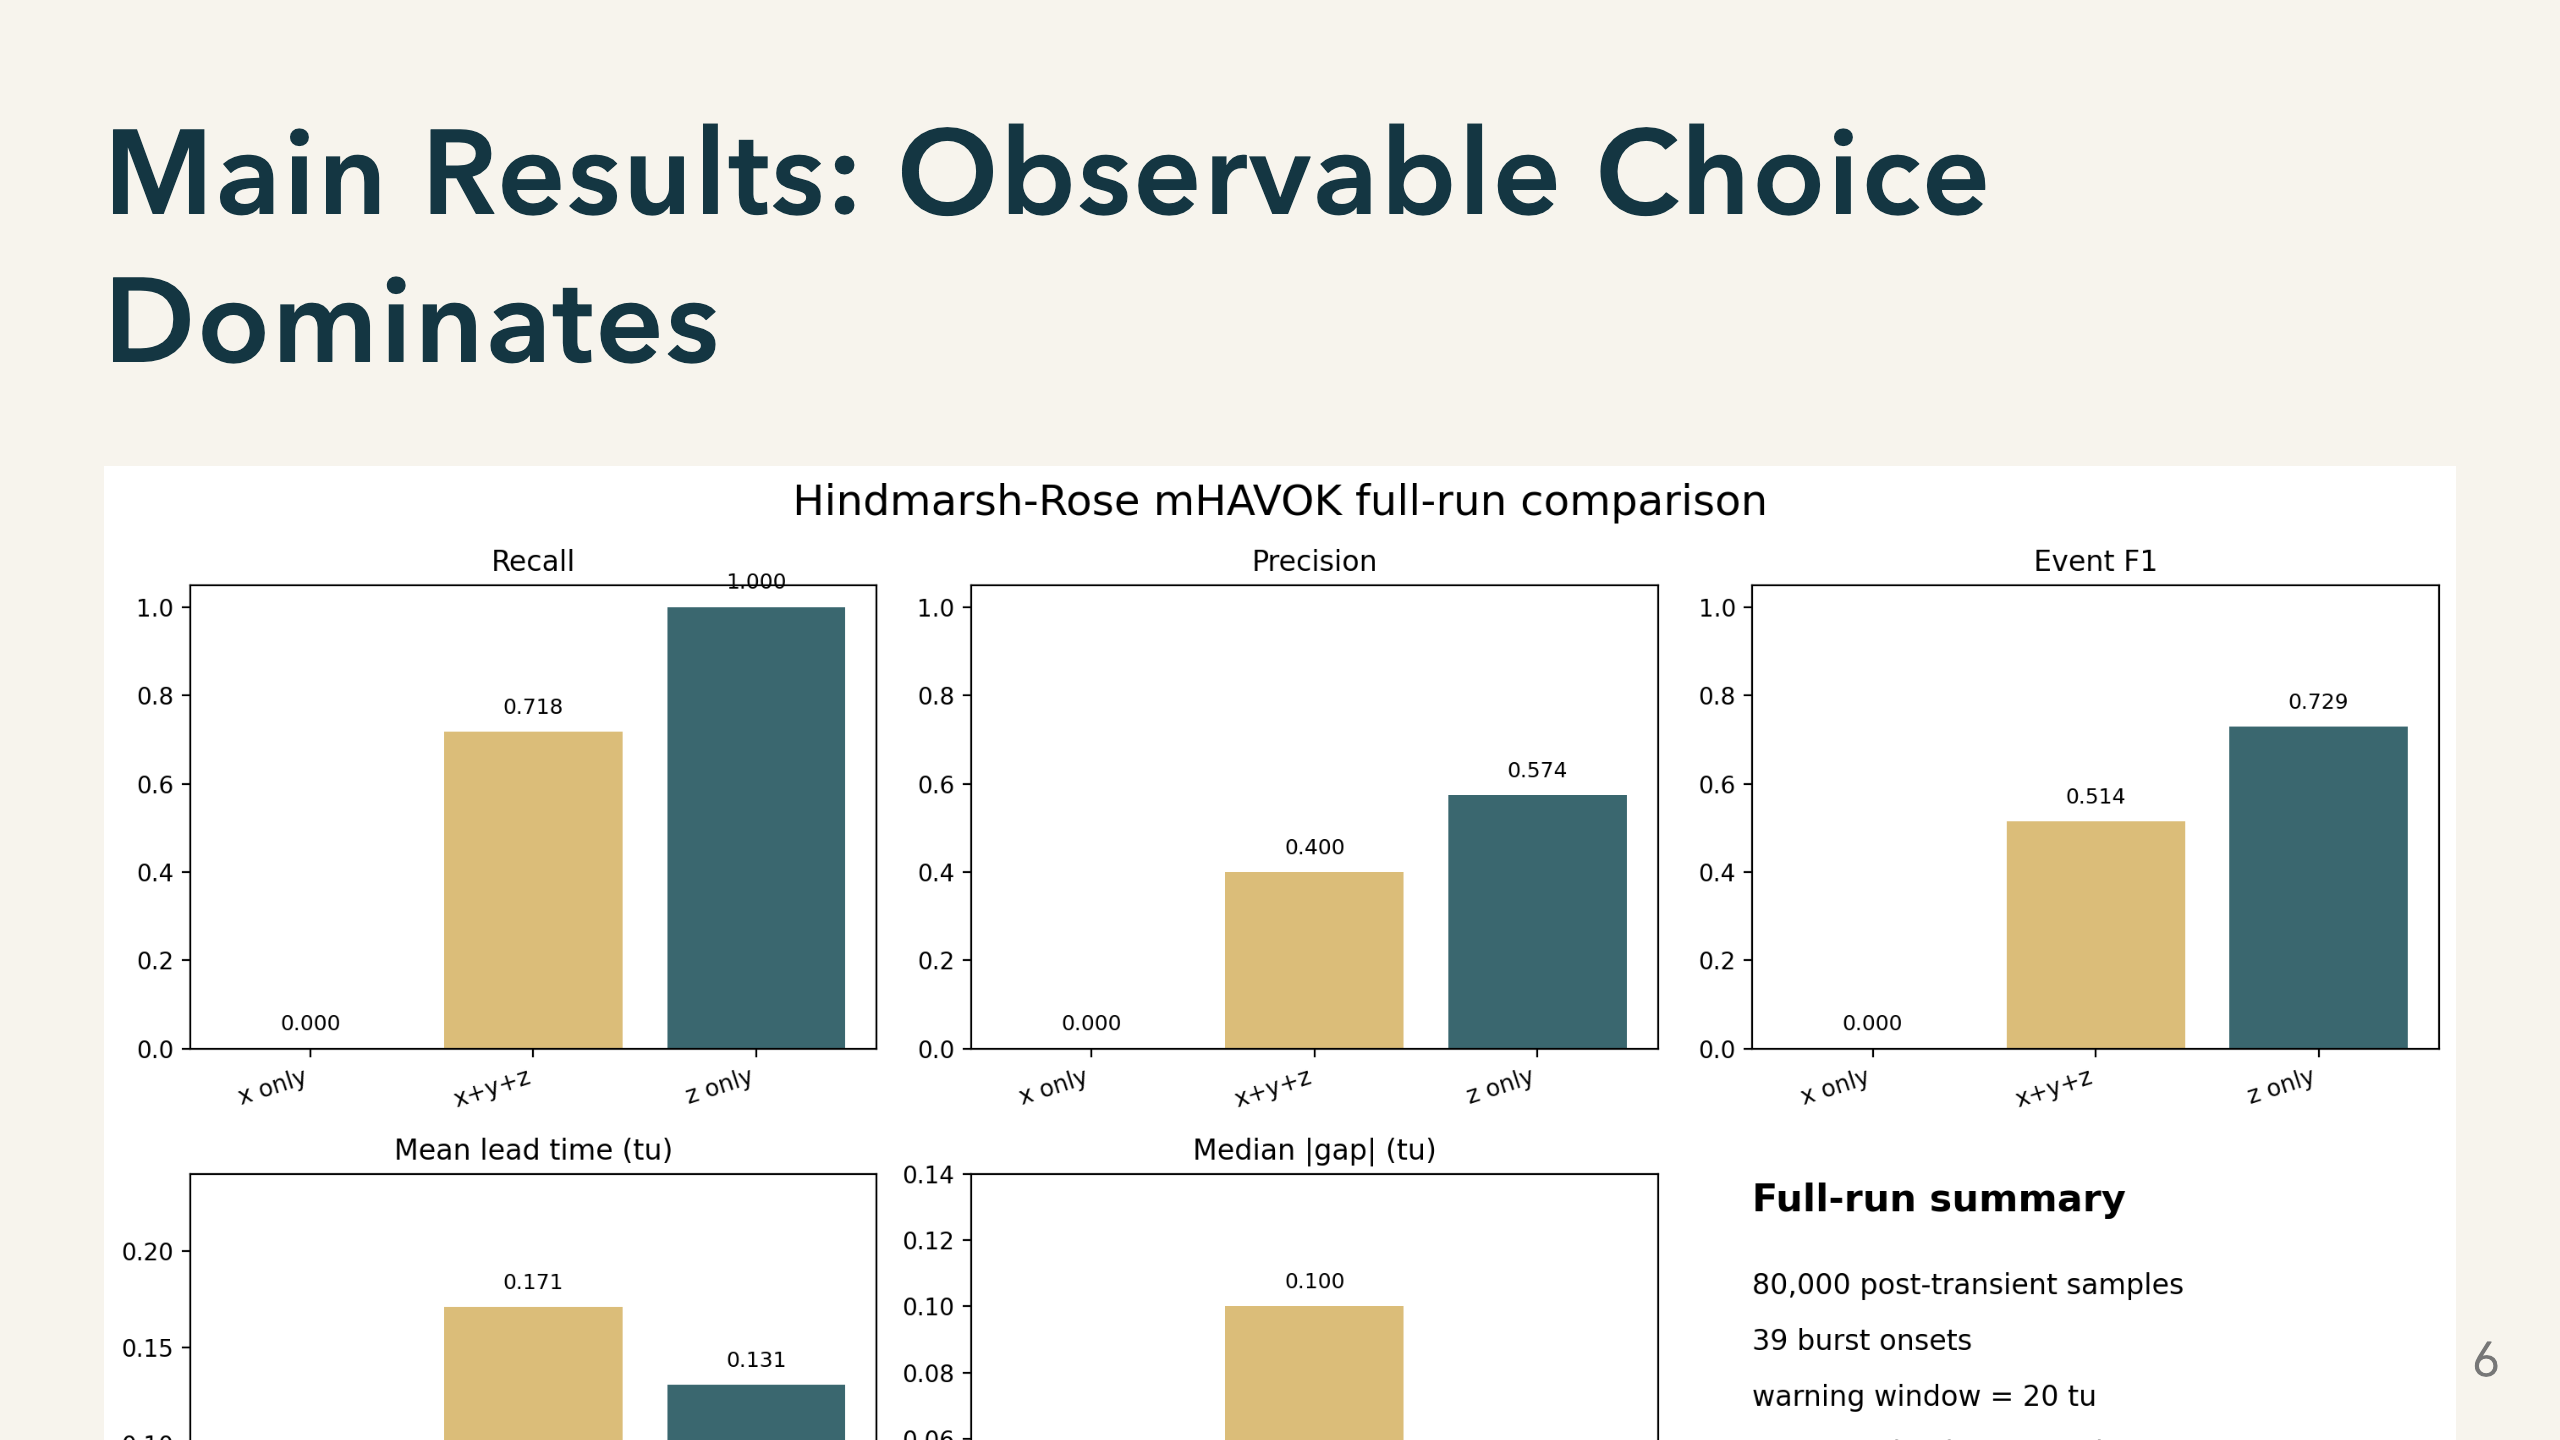 Main Results: Observable Choice
Dominates
Hindmarsh-Rose mHAVOK full-run comparison
Recall
1.0
0.8
0.6
0.4
0.2
0.0
0.000
0.718
1.000
x only
x+y+z
z only
Precision
1.0
0.8
0.6
0.4
0.2
0.0
0.000
0.400
0.574
x only
x+y+z
z only
Event F1
1.0
0.8
0.6
0.4
0.2
0.0
0.000
0.514
0.729
x only
x+y+z
z only
Mean lead time (tu)
0.20
0.15
0.10
0.171
0.131
Median |gap| (tu)
0.14
0.12
0.10
0.08
0.06
0.100
Full-run summary
80,000 post-transient samples
39 burst onsets
warning window = 20 tu
6